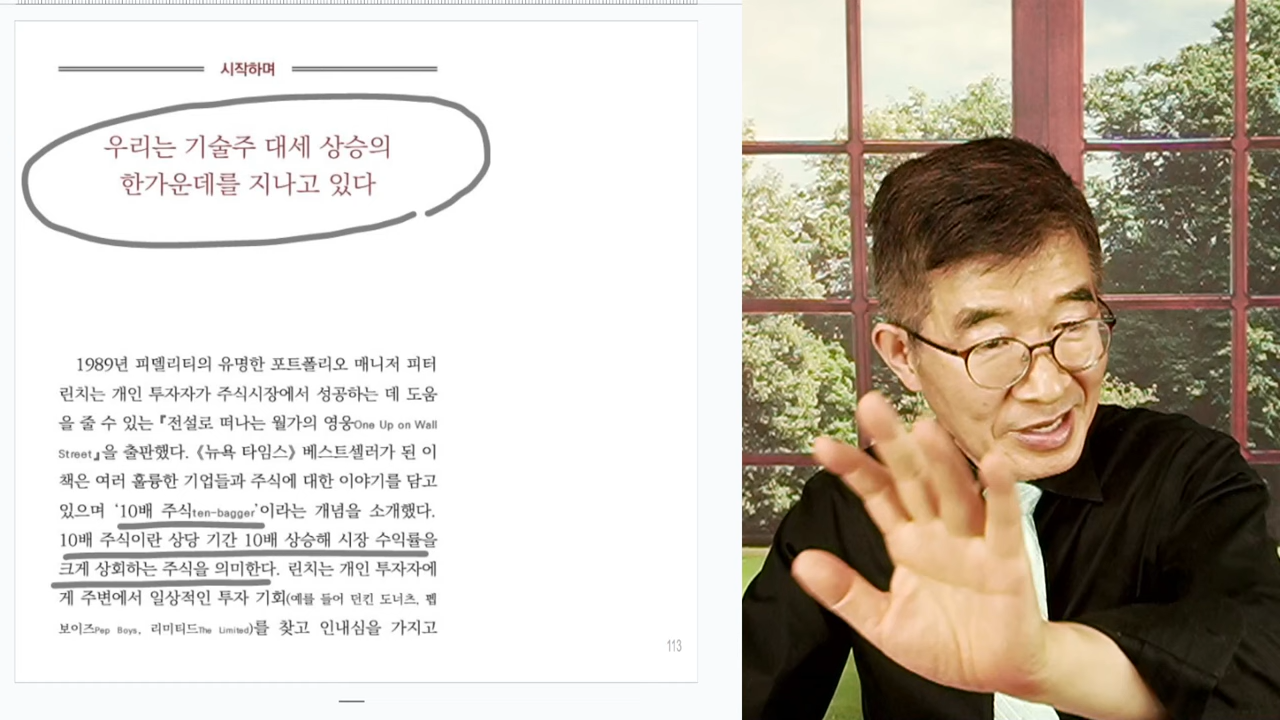 시작하며
우리는 기술주 대세 상승의
한가운데를 지나고 있다
1989년 피델리티의 유명한 포트폴리오 매니저 피터
린치는 개인 투자자가 주식시장에서 성공하는 데 도움
을 줄 수 있는 『전설로 떠나는 월가의 영웅One Up on Wall
Street』을 출판했다. 《뉴욕 타임스》 베스트셀러가 된 이
책은 여러 훌륭한 기업들과 주식에 대한 이야기를 담고
있으며 ‘10배 주식ten-bagger’이라는 개념을 소개했다.
10배 주식이란 상당 기간 10배 상승해 시장 수익률을
크게 상회하는 주식을 의미한다. 린치는 개인 투자자에
게 주변에서 일상적인 투자 기회(예를 들어 던킨 도너츠, 펩
보이즈Pep Boys, 리미티드The Limited)를 찾고 인내심을 가지고
113